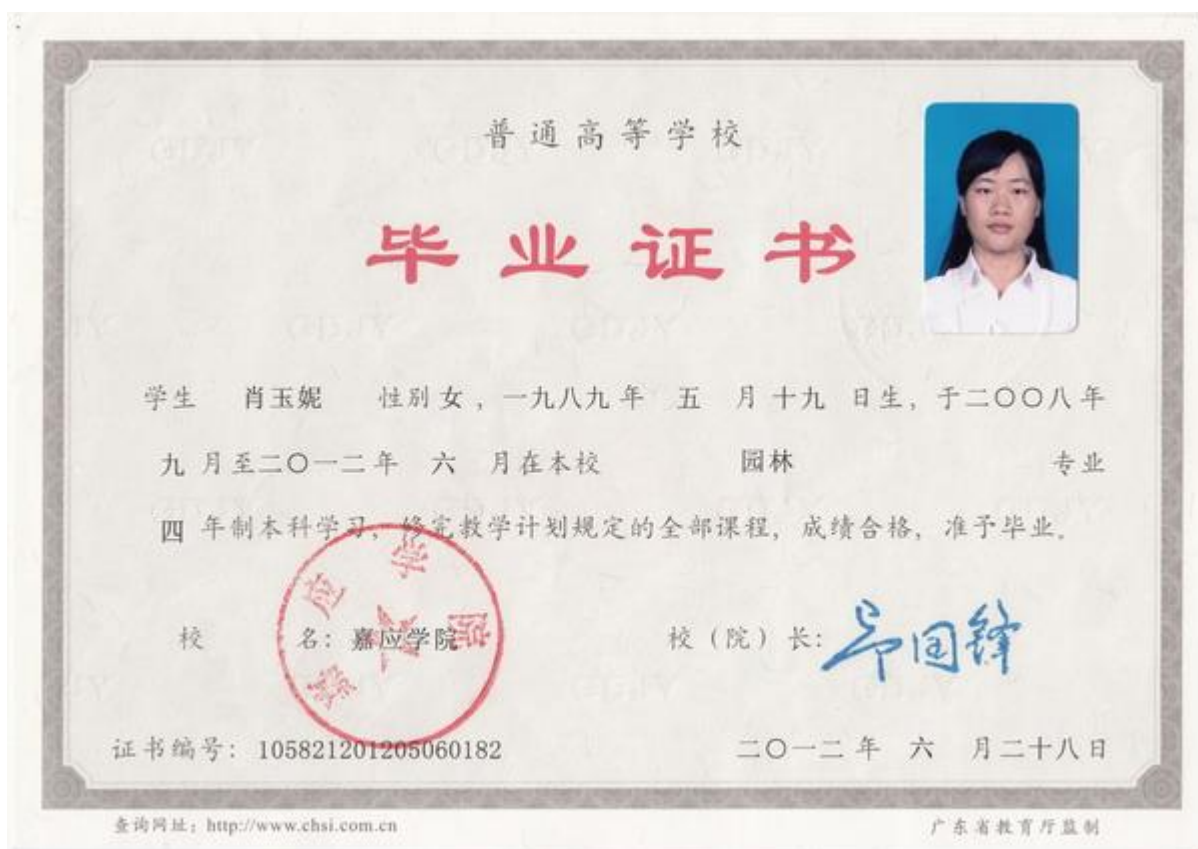 普通高等学校
毕业证书
学生 肖玉妮 性别 女，一九八九年 五 月 十九 日生，于二〇〇八年
九 月至二〇一二年 六 月在本校 园林 专业
四 年制本科学习，修完教学计划规定的全部课程，成绩合格，准予毕业。
校 名：嘉应学院
校（院）长：
嘉应学院
证书编号：105821201205060182
二〇一二年 六 月二十八日
查询网址：http://www.chsi.com.cn
广东省教育厅监制